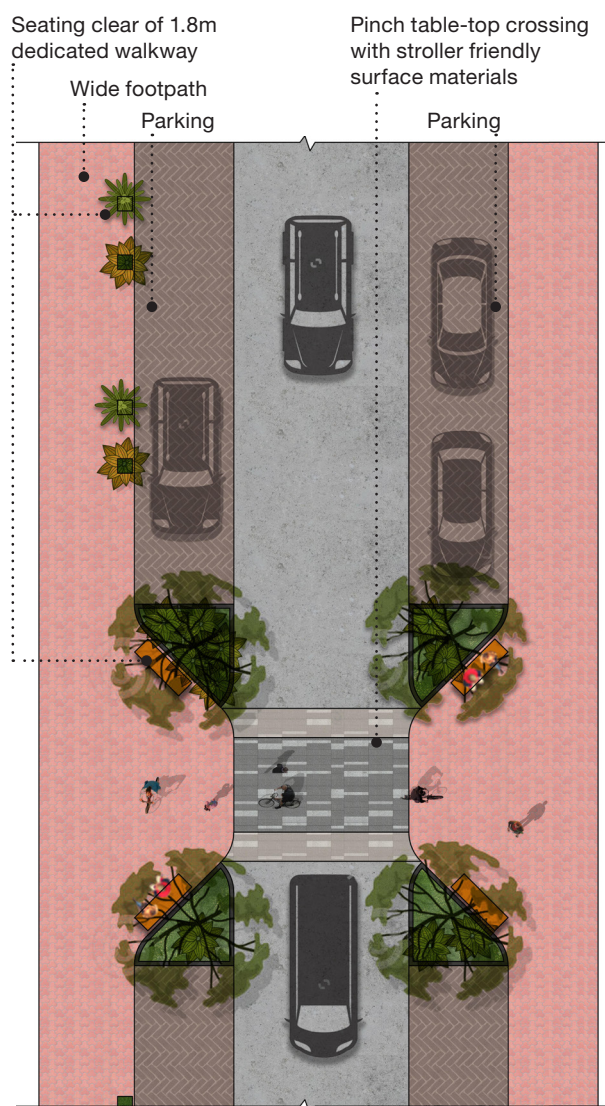 Seating clear of 1.8m
dedicated walkway
Wide footpath
Parking
Pinch table-top crossing
with stroller friendly
surface materials
Parking